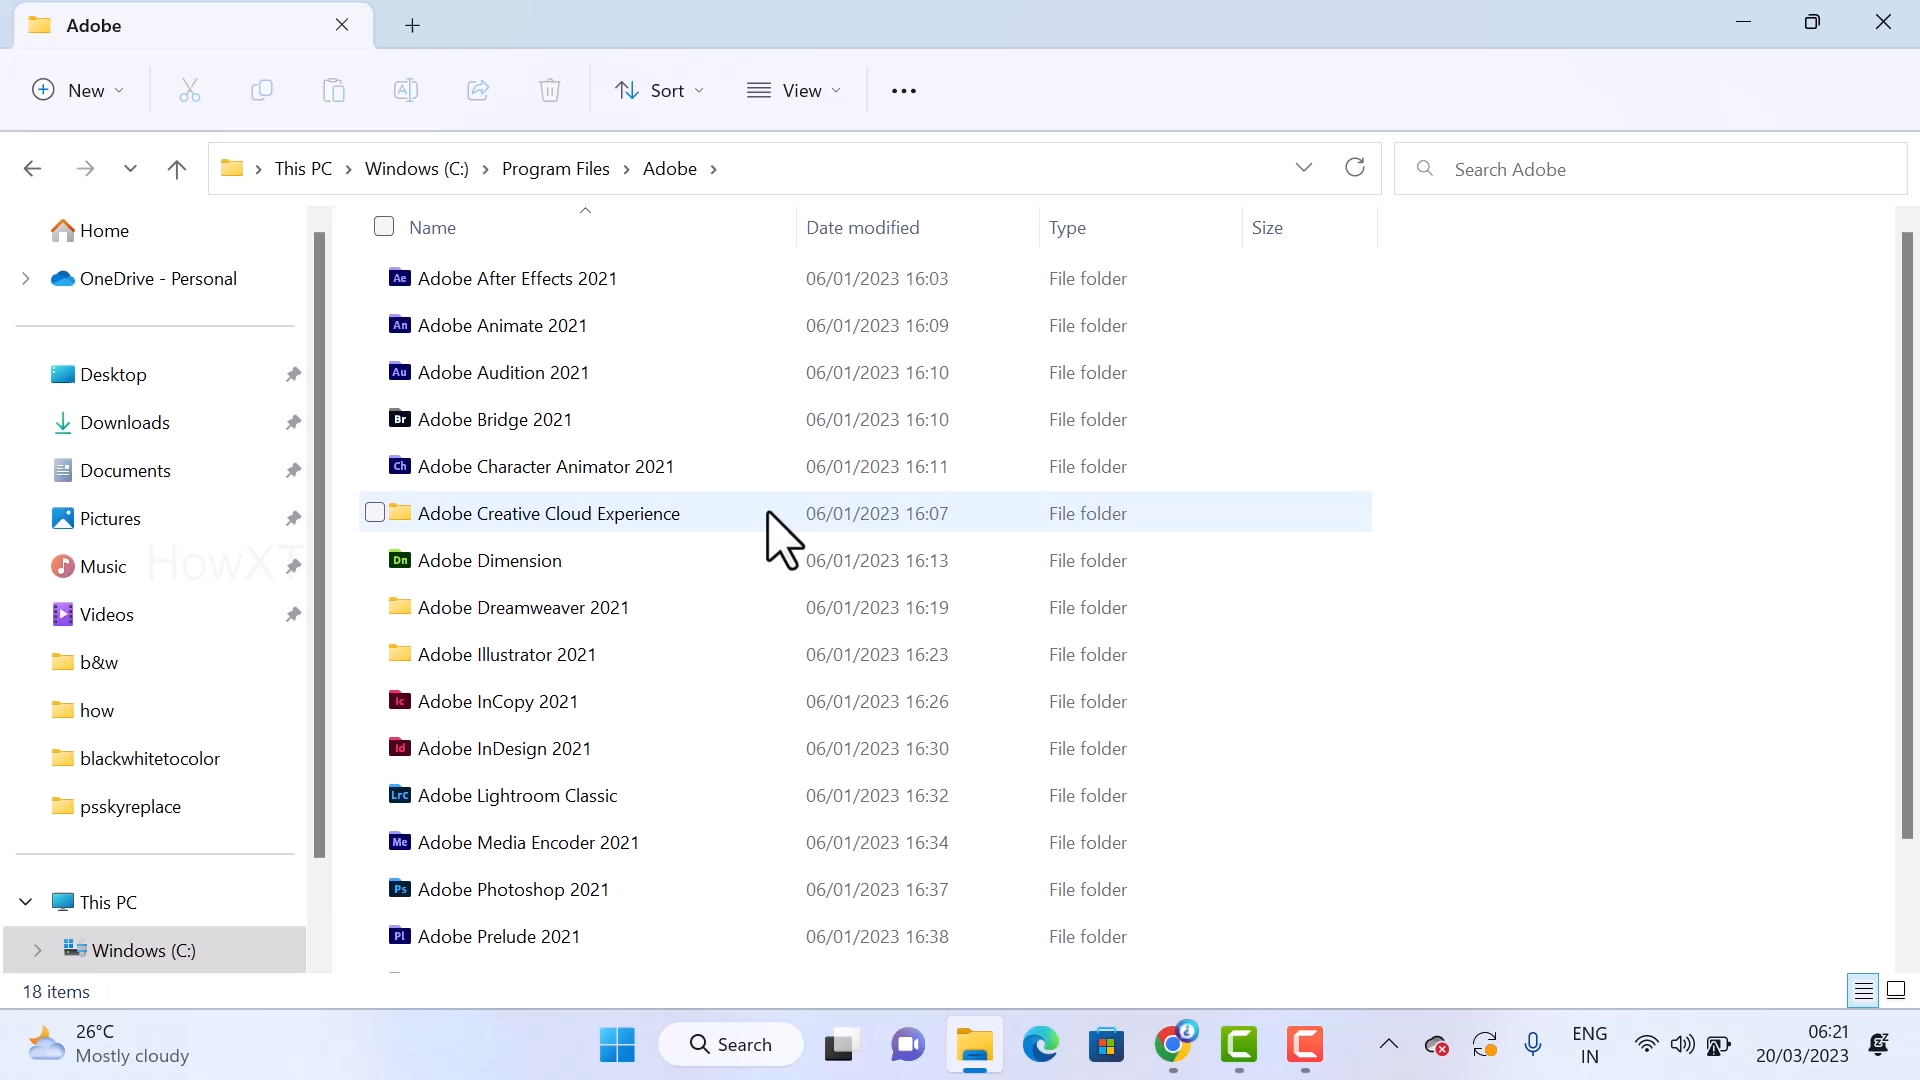 Adobe
New
Sort
View
This PC
Windows (C:)
Program Files
Adobe
Search Adobe
Home
OneDrive - Personal
Desktop
Downloads
Documents
Pictures
Music
Videos
b&w
how
blackwhitetocolor
psskyreplace
This PC
Windows (C:)
HowXT
Name Date modified Type Size
Ae Adobe After Effects 2021 06/01/2023 16:03 File folder
An Adobe Animate 2021 06/01/2023 16:09 File folder
Au Adobe Audition 2021 06/01/2023 16:10 File folder
Br Adobe Bridge 2021 06/01/2023 16:10 File folder
Ch Adobe Character Animator 2021 06/01/2023 16:11 File folder
Adobe Creative Cloud Experience 06/01/2023 16:07 File folder
Dn Adobe Dimension 06/01/2023 16:13 File folder
Adobe Dreamweaver 2021 06/01/2023 16:19 File folder
Adobe Illustrator 2021 06/01/2023 16:23 File folder
Ic Adobe InCopy 2021 06/01/2023 16:26 File folder
Id Adobe InDesign 2021 06/01/2023 16:30 File folder
Lrc Adobe Lightroom Classic 06/01/2023 16:32 File folder
Me Adobe Media Encoder 2021 06/01/2023 16:34 File folder
Ps Adobe Photoshop 2021 06/01/2023 16:37 File folder
Pl Adobe Prelude 2021 06/01/2023 16:38 File folder
18 items
26°C
Mostly cloudy
Search
ENG
IN
06:21
20/03/2023